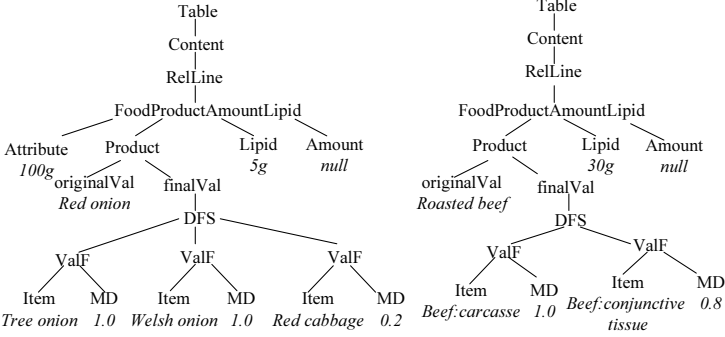 Table
Content
RelLine
FoodProductAmountLipid
Attribute Product Lipid Amount
100g 5g null
originalVal finalVal
Red onion
DFS
ValF ValF ValF
Item MD Item MD Item MD
Tree onion 1.0 Welsh onion 1.0 Red cabbage 0.2
Table
Content
RelLine
FoodProductAmountLipid
Product Lipid Amount
30g null
originalVal finalVal
Roasted beef
DFS
ValF ValF
Item MD Item MD
Beef:carcasse 1.0 Beef:conjunctive 0.8
tissue